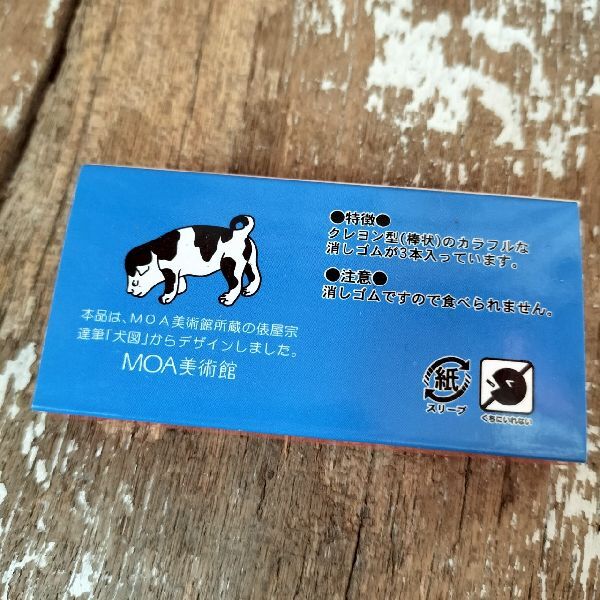 本品は、MOA美術館所蔵の俵屋宗
達筆「犬図」からデザインしました。
MOA美術館
●特徴●
クレヨン型(棒状)のカラフルな
消しゴムが3本入っています。
●注意●
消しゴムですので食べられません。
紙
スリーブ
くちにいれない